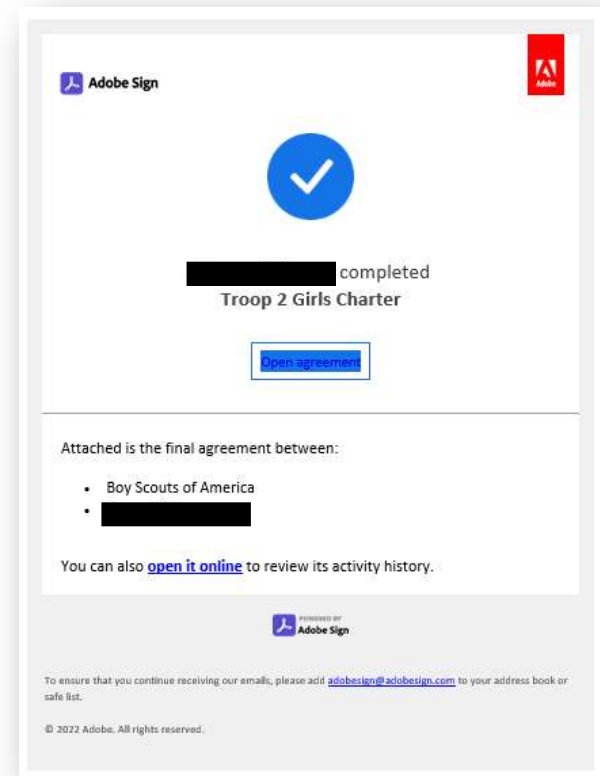 Adobe Sign
Adobe
completed
Troop 2 Girls Charter
Open agreement
Attached is the final agreement between:
• Boy Scouts of America
•
You can also open it online to review its activity history.
POWERED BY
Adobe Sign
To ensure that you continue receiving our emails, please add adobesign@adobesign.com to your address book or
safe list.
© 2022 Adobe. All rights reserved.